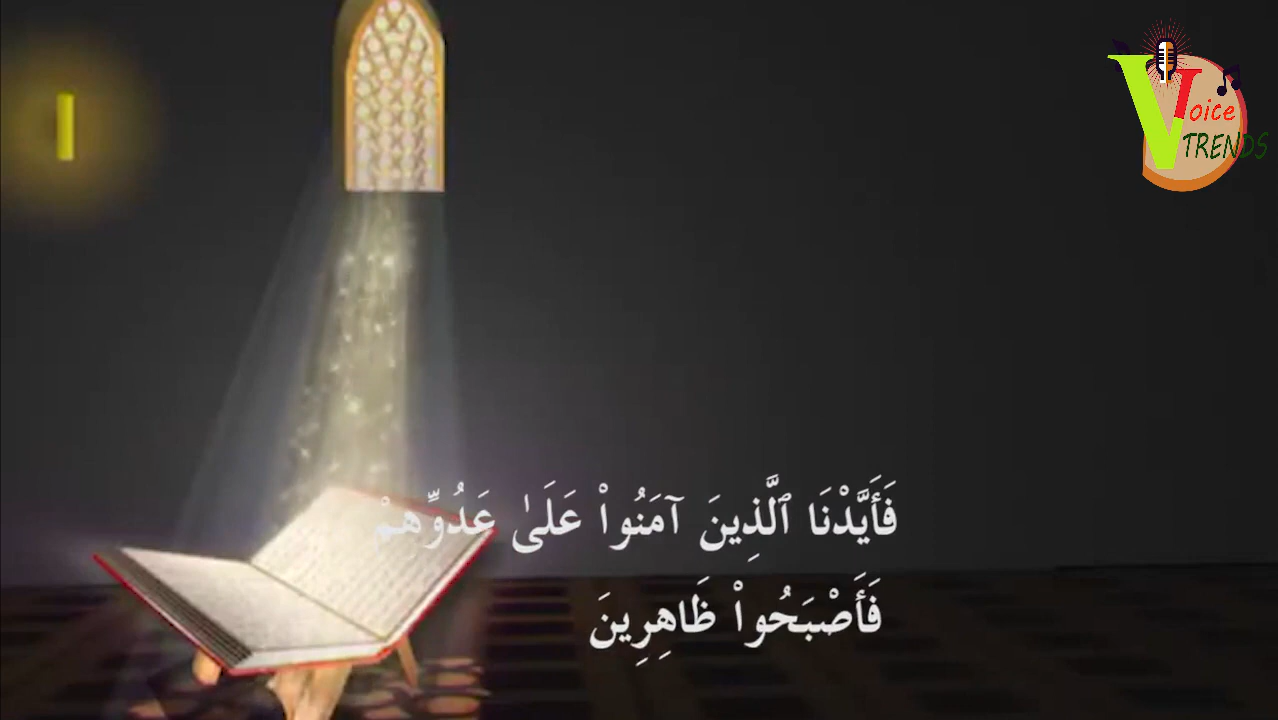 Voice
TRENDS
فَأَيَّدْنَا ٱلَّذِينَ آمَنُوا۟ عَلَىٰ عَدُوِّهِمْ
فَأَصْبَحُوا۟ ظَاهِرِينَ